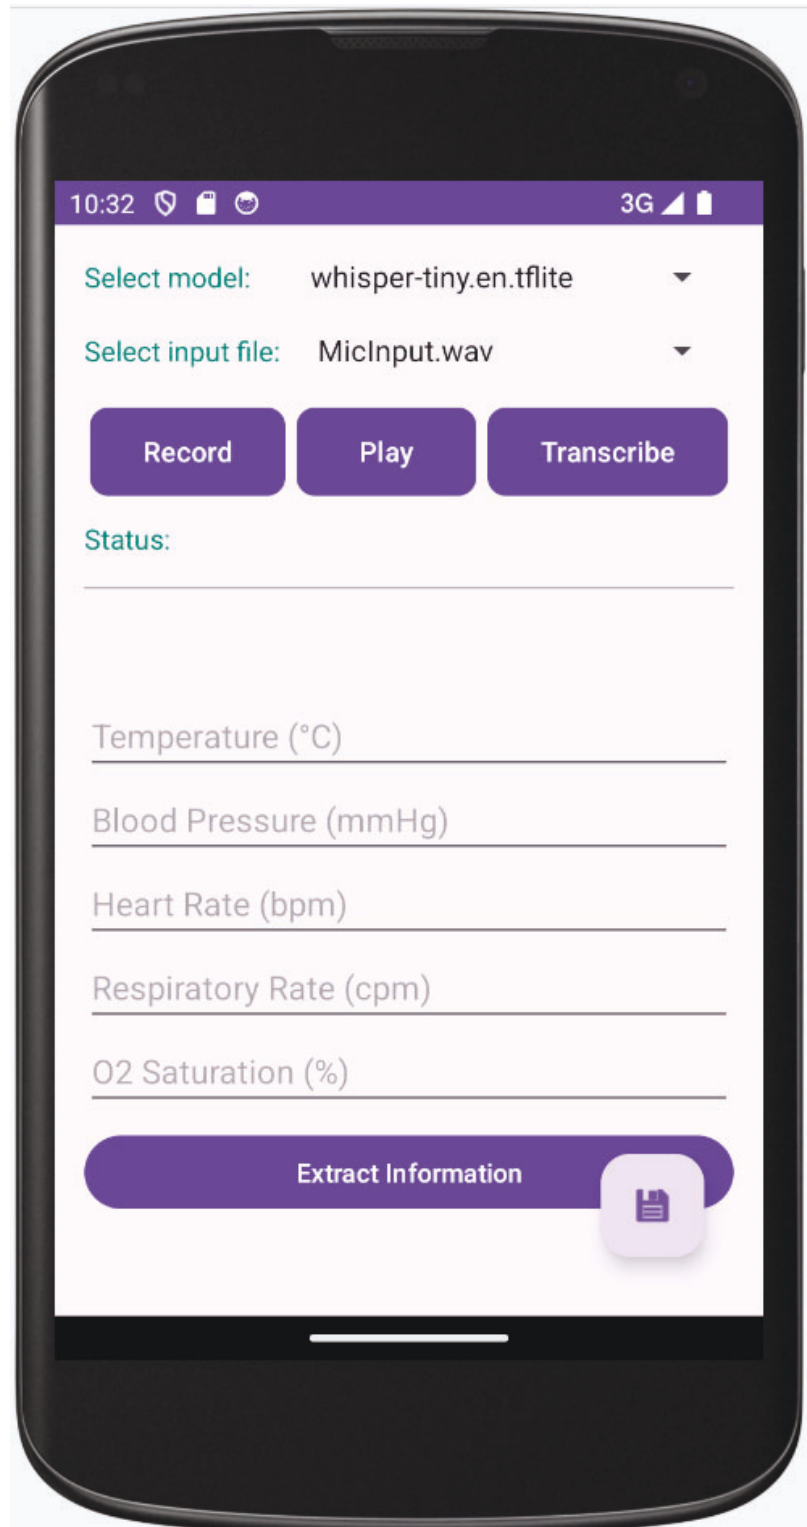 10:32 3G
Select model: whisper-tiny.en.tflite
Select input file: MicInput.wav
Record Play Transcribe
Status:
Temperature (°C)
Blood Pressure (mmHg)
Heart Rate (bpm)
Respiratory Rate (cpm)
O2 Saturation (%)
Extract Information